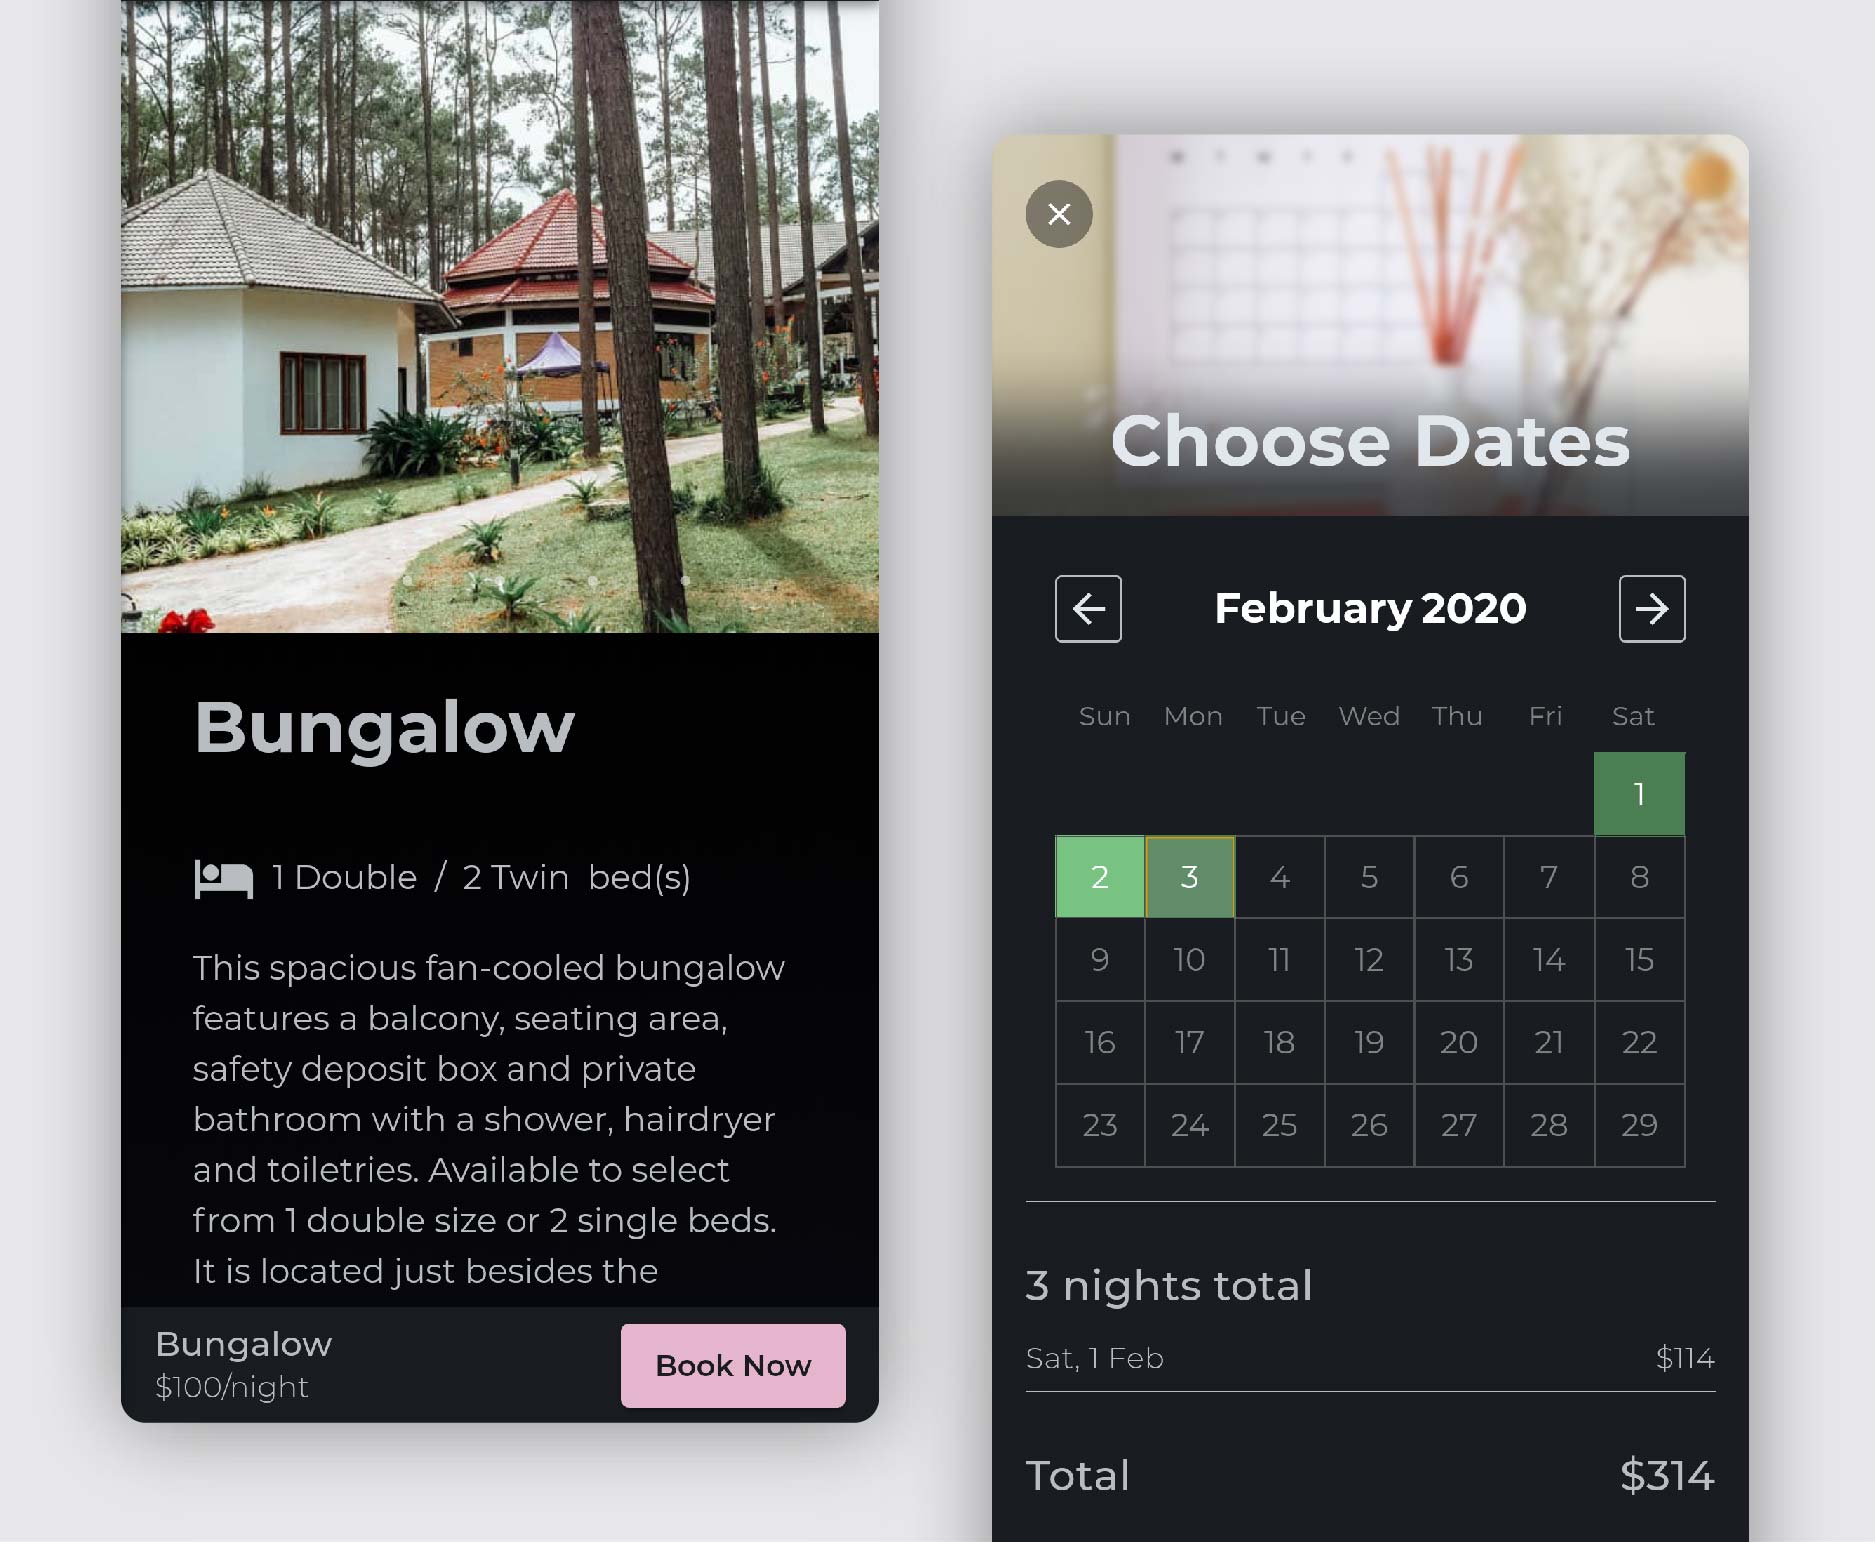 Bungalow
1 Double / 2 Twin bed(s)
This spacious fan-cooled bungalow
features a balcony, seating area,
safety deposit box and private
bathroom with a shower, hairdryer
and toiletries. Available to select
from 1 double size or 2 single beds.
It is located just besides the
Bungalow
$100/night
Book Now
Choose Dates
February 2020
Sun Mon Tue Wed Thu Fri Sat
1
2 3 4 5 6 7 8
9 10 11 12 13 14 15
16 17 18 19 20 21 22
23 24 25 26 27 28 29
3 nights total
Sat, 1 Feb $114
Total $314